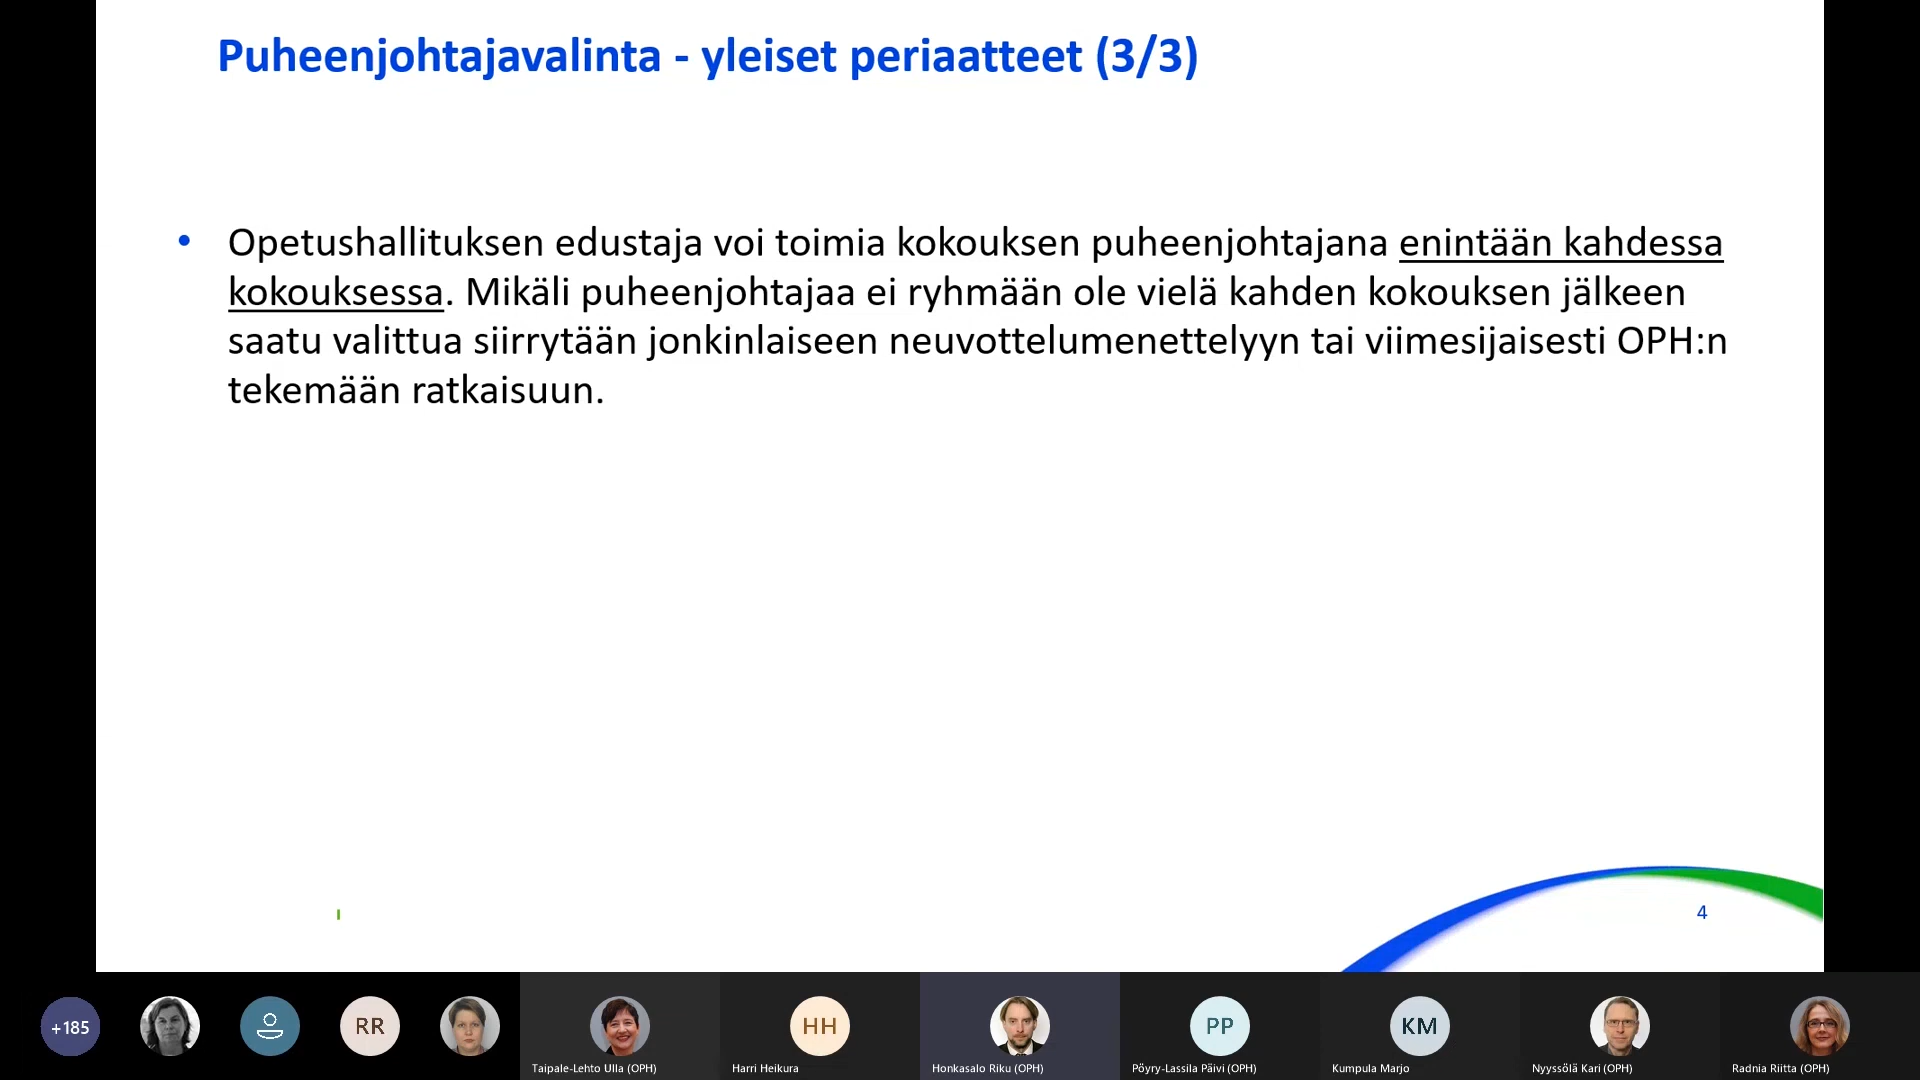 Puheenjohtajavalinta - yleiset periaatteet (3/3)
• Opetushallituksen edustaja voi toimia kokouksen puheenjohtajana enintään kahdessa
kokouksessa. Mikäli puheenjohtajaa ei ryhmään ole vielä kahden kokouksen jälkeen
saatu valittua siirrytään jonkinlaiseen neuvottelumenettelyyn tai viimesijaisesti OPH:n
tekemään ratkaisuun.
4
+185
RR
HH
PP
KM
Taipale-Lehto Ulla (OPH)
Harri Heikura
Honkasalo Riku (OPH)
Pöyry-Lassila Päivi (OPH)
Kumpula Marjo
Nyyssölä Kari (OPH)
Radnia Riitta (OPH)